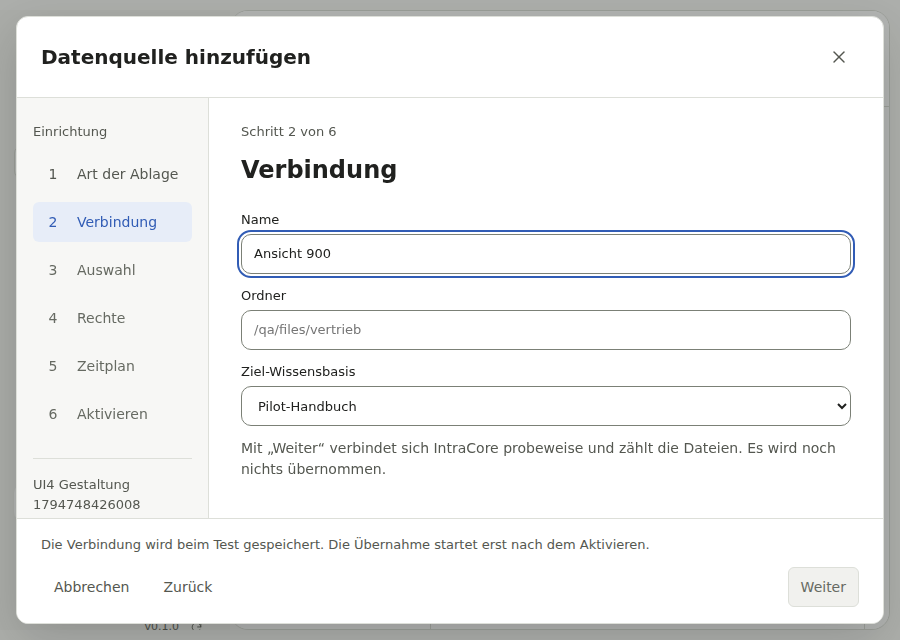 Datenquelle hinzufügen
Einrichtung
1 Art der Ablage
2 Verbindung
3 Auswahl
4 Rechte
5 Zeitplan
6 Aktivieren
UI4 Gestaltung
1794748426008
Schritt 2 von 6
Verbindung
Name
Ansicht 900
Ordner
/qa/files/vertrieb
Ziel-Wissensbasis
Pilot-Handbuch
Mit „Weiter“ verbindet sich IntraCore probeweise und zählt die Dateien. Es wird noch
nichts übernommen.
Die Verbindung wird beim Test gespeichert. Die Übernahme startet erst nach dem Aktivieren.
Abbrechen Zurück Weiter
v0.1.0